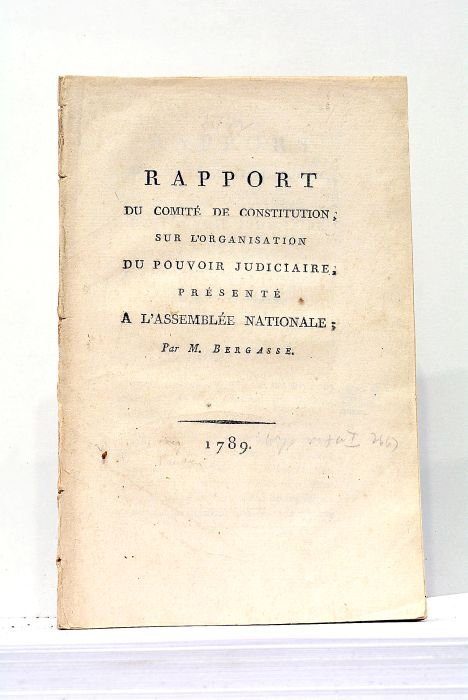 RAPPORT
DU COMITÉ DE CONSTITUTION,
SUR L'ORGANISATION
DU POUVOIR JUDICIAIRE,
PRÉSENTÉ
A L'ASSEMBLÉE NATIONALE;
Par M. BERGASSE.
1789.